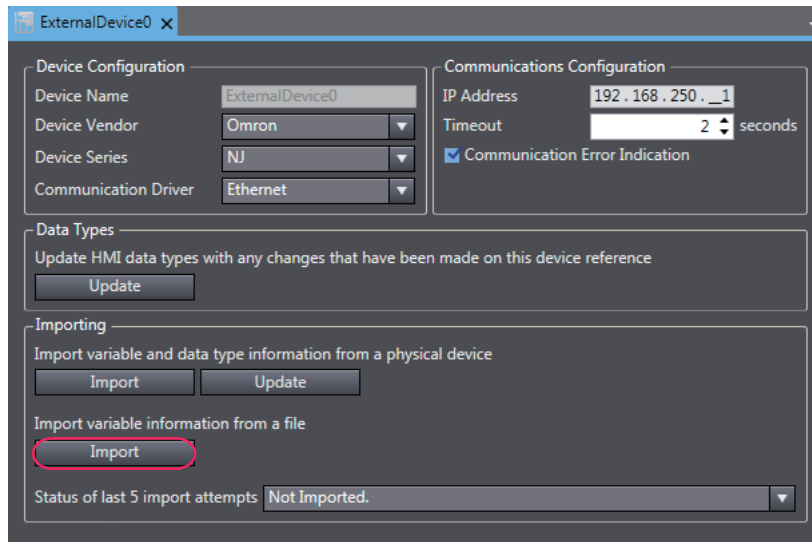 ExternalDevice0
Device Configuration
Device Name ExternalDevice0
Device Vendor Omron
Device Series NJ
Communication Driver Ethernet
Communications Configuration
IP Address 192.168.250.__1
Timeout 2 seconds
Communication Error Indication
Data Types
Update HMI data types with any changes that have been made on this device reference
Update
Importing
Import variable and data type information from a physical device
Import Update
Import variable information from a file
Import
Status of last 5 import attempts Not Imported.